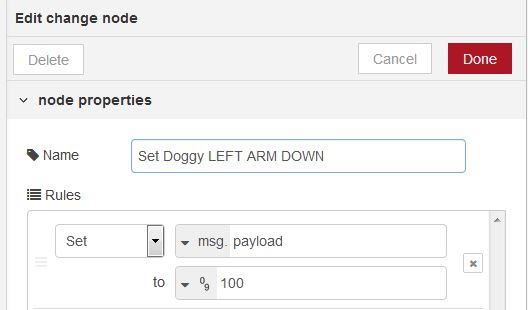 Edit change node
Delete Cancel Done
node properties
Name Set Doggy LEFT ARM DOWN
Rules
Set msg. payload
to 09 100